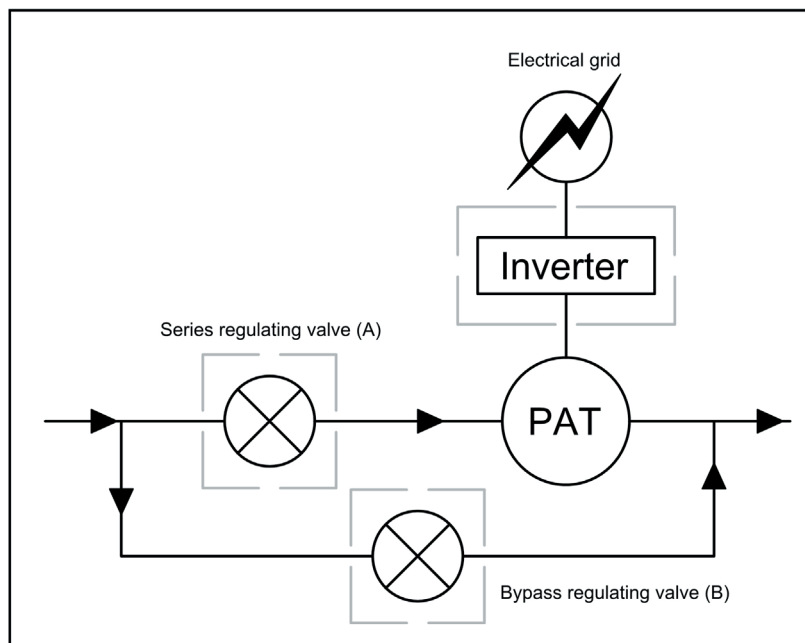 Electrical grid
Inverter
Series regulating valve (A)
PAT
Bypass regulating valve (B)